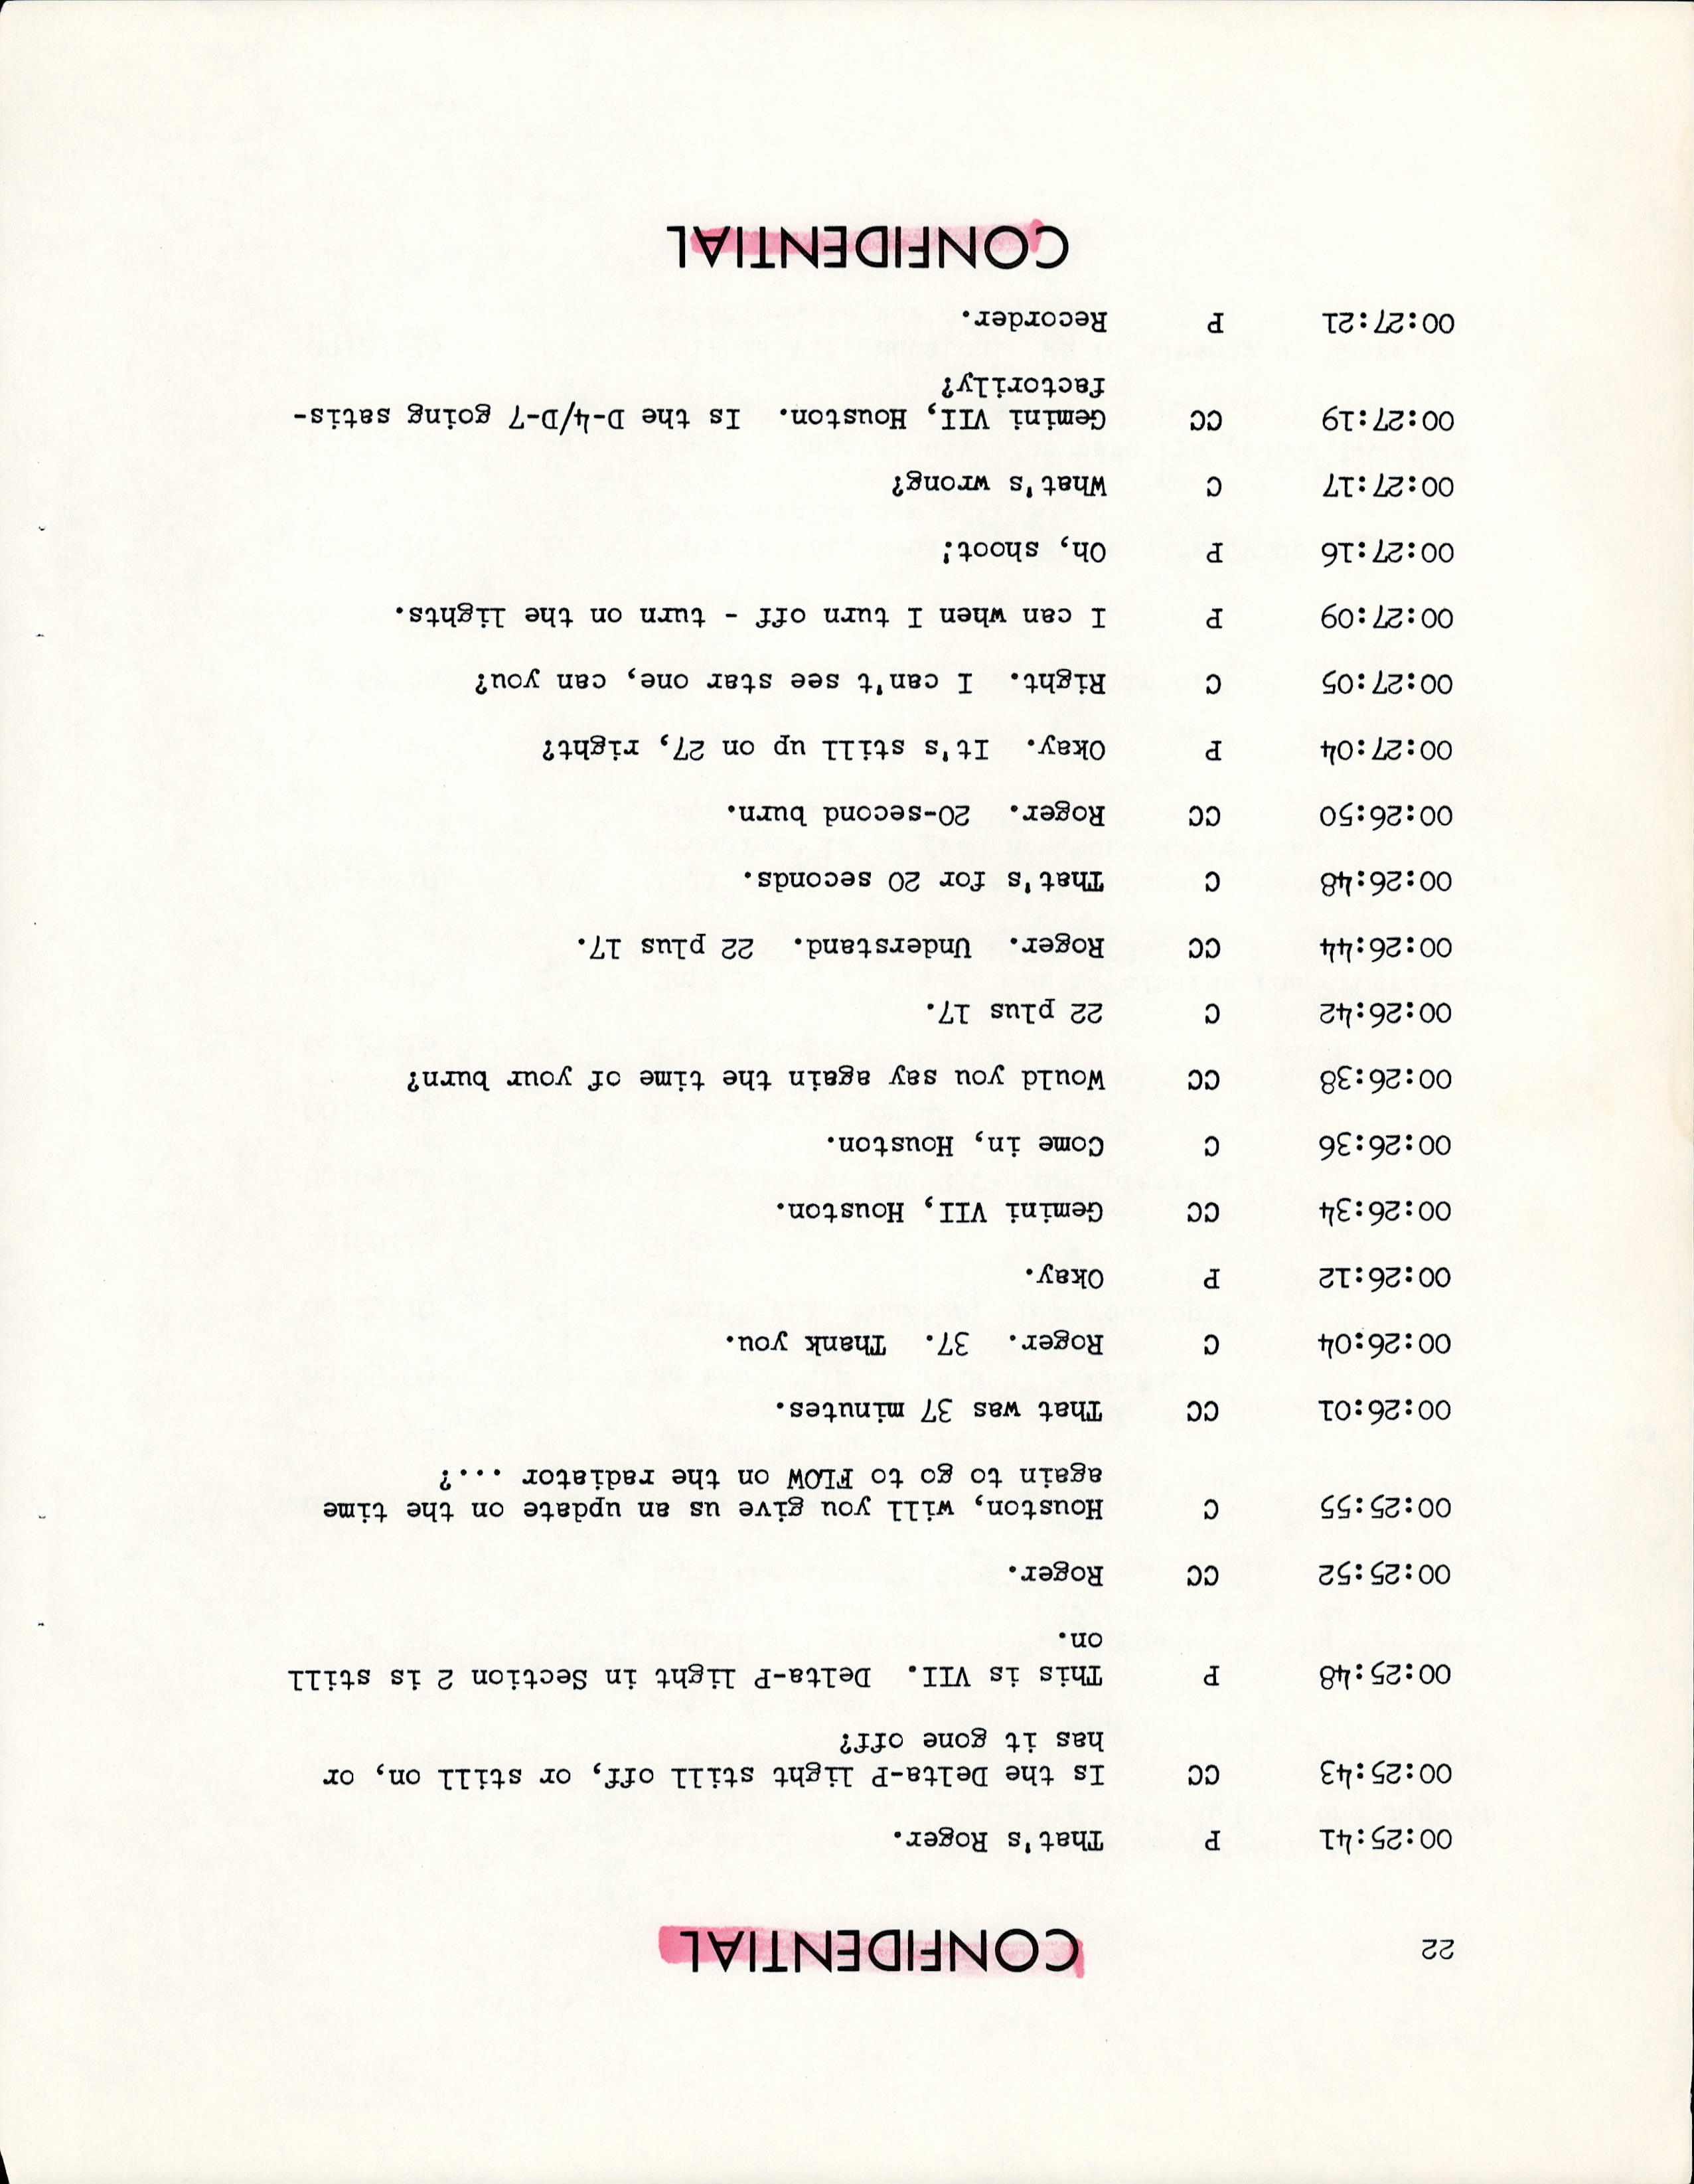 22
CONFIDENTIAL
00:25:41 P That's Roger.
00:25:43 CC Is the Delta-P light still off, or still on, or
has it gone off?
00:25:48 P This is VII. Delta-P light in Section 2 is still
on.
00:25:52 CC Roger.
00:25:55 C Houston, will you give us an update on the time
again to go to FLOW on the radiator ...?
00:26:01 CC That was 37 minutes.
00:26:04 C Roger. 37. Thank you.
00:26:12 P Okay.
00:26:34 CC Gemini VII, Houston.
00:26:36 C Come in, Houston.
00:26:38 CC Would you say again the time of your burn?
00:26:42 C 22 plus 17.
00:26:44 CC Roger. Understand. 22 plus 17.
00:26:48 C That's for 20 seconds.
00:26:50 CC Roger. 20-second burn.
00:27:04 P Okay. It's still up on 27, right?
00:27:05 C Right. I can't see star one, can you?
00:27:09 P I can when I turn off - turn on the lights.
00:27:16 P Oh, shoot!
00:27:17 C What's wrong?
00:27:19 CC Gemini VII, Houston. Is the D-4/D-7 going satis-
factorily?
00:27:21 P Recorder.
CONFIDENTIAL